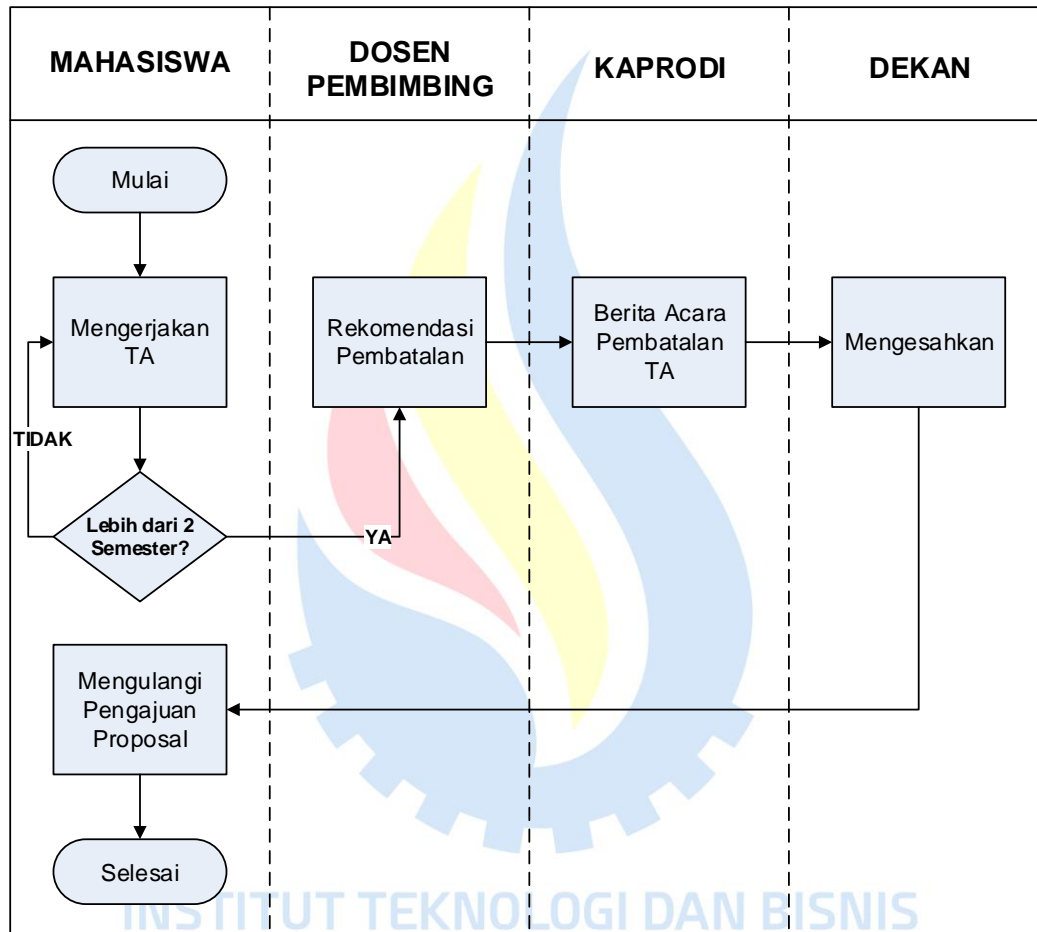 MAHASISWA
DOSEN
PEMBIMBING
KAPRODI
DEKAN
Mulai
Mengerjakan
TA
Rekomendasi
Pembatalan
Berita Acara
Pembatalan
TA
Mengesahkan
TIDAK
Lebih dari 2
Semester?
YA
Mengulangi
Pengajuan
Proposal
Selesai
INSTITUT TEKNOLOGI DAN BISNIS